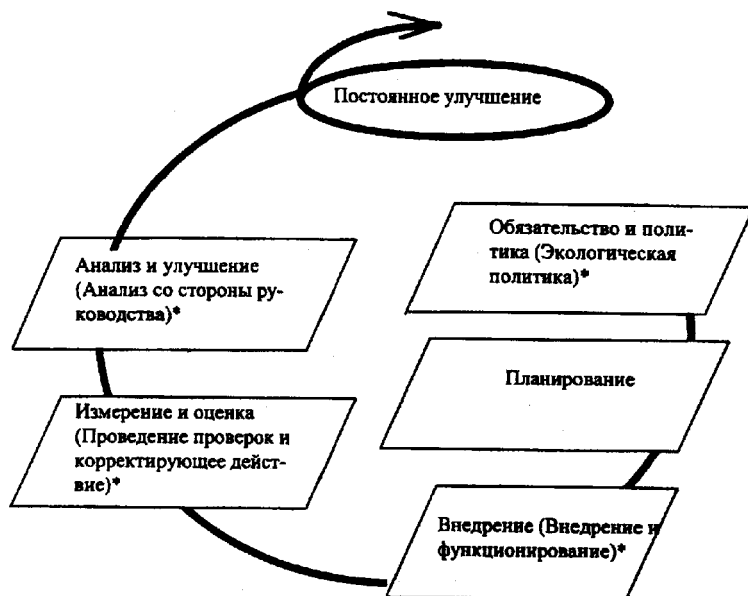 Постоянное улучшение
Обязательство и поли-
тика (Экологическая
политика)*
Планирование
Внедрение (Внедрение и
функционирование)*
Измерение и оценка
(Проведение проверок и
корректирующее дейст-
вие)*
Анализ и улучшение
(Анализ со стороны ру-
ководства)*